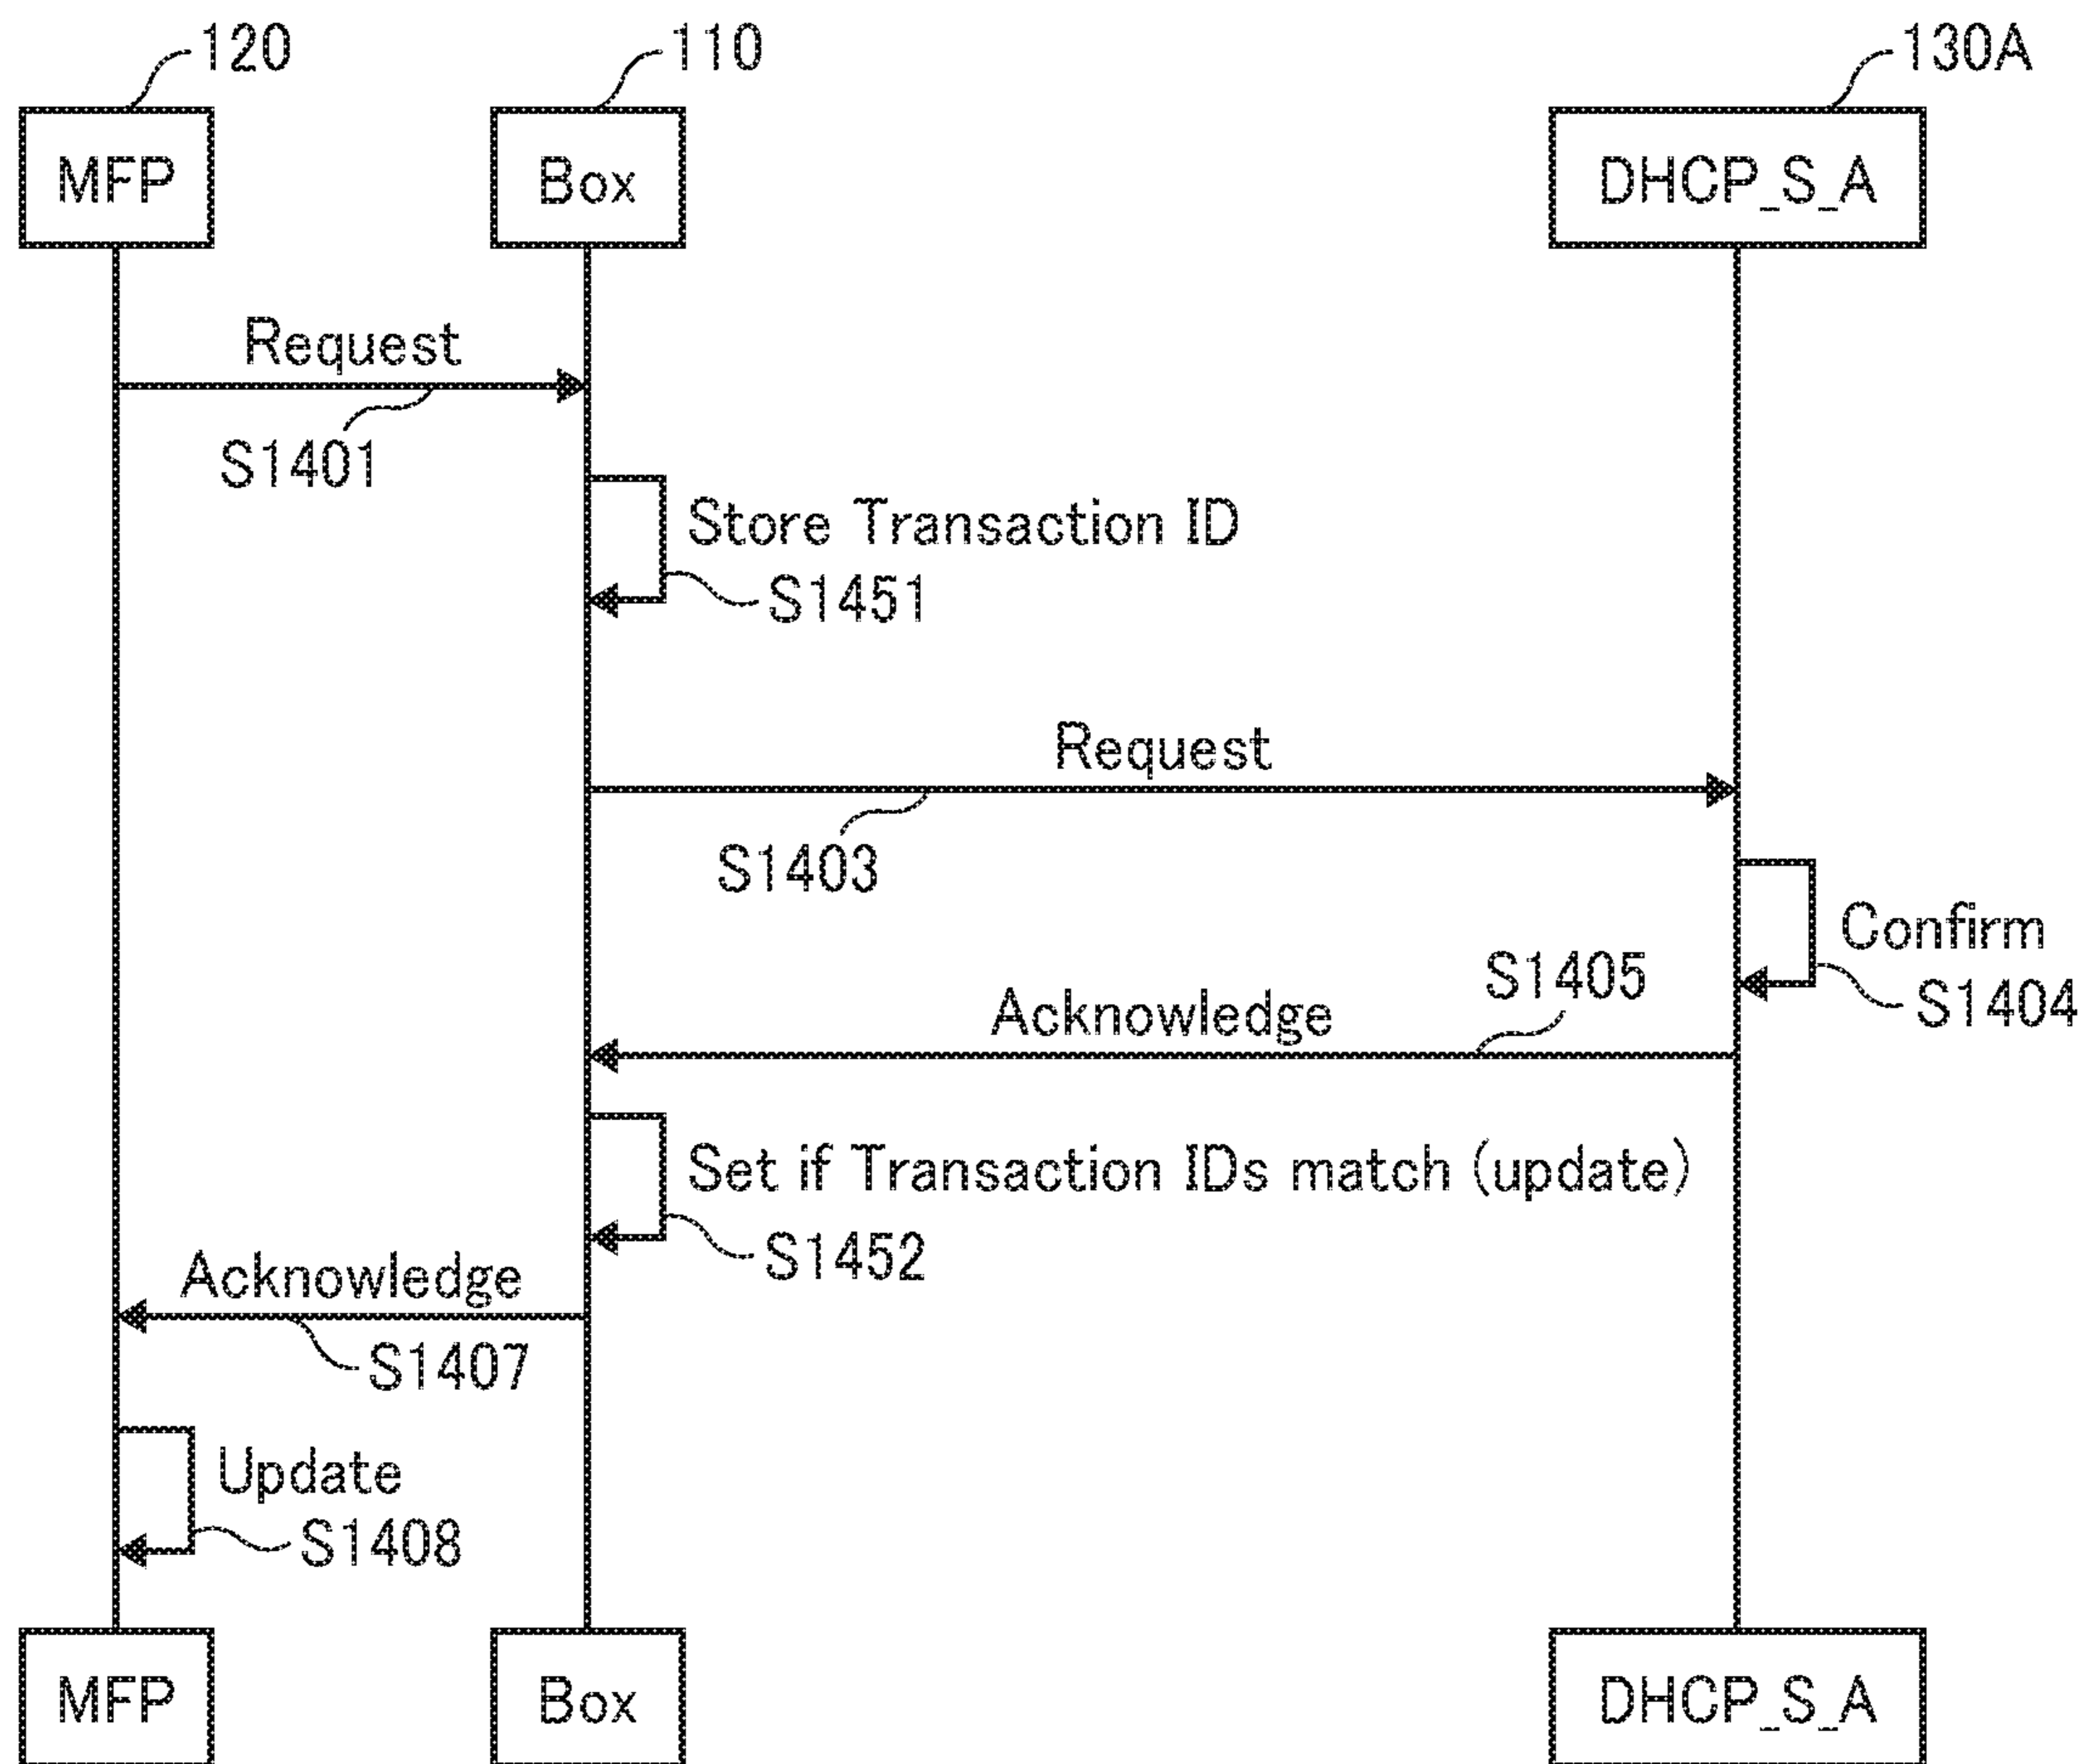 120
110
130A
MFP
Box
DHCP_S_A
Request
S1401
Store Transaction ID
S1451
Request
S1403
Confirm
S1404
S1405
Acknowledge
Set if Transaction IDs match (update)
S1452
Acknowledge
S1407
Update
S1408
MFP
Box
DHCP_S_A